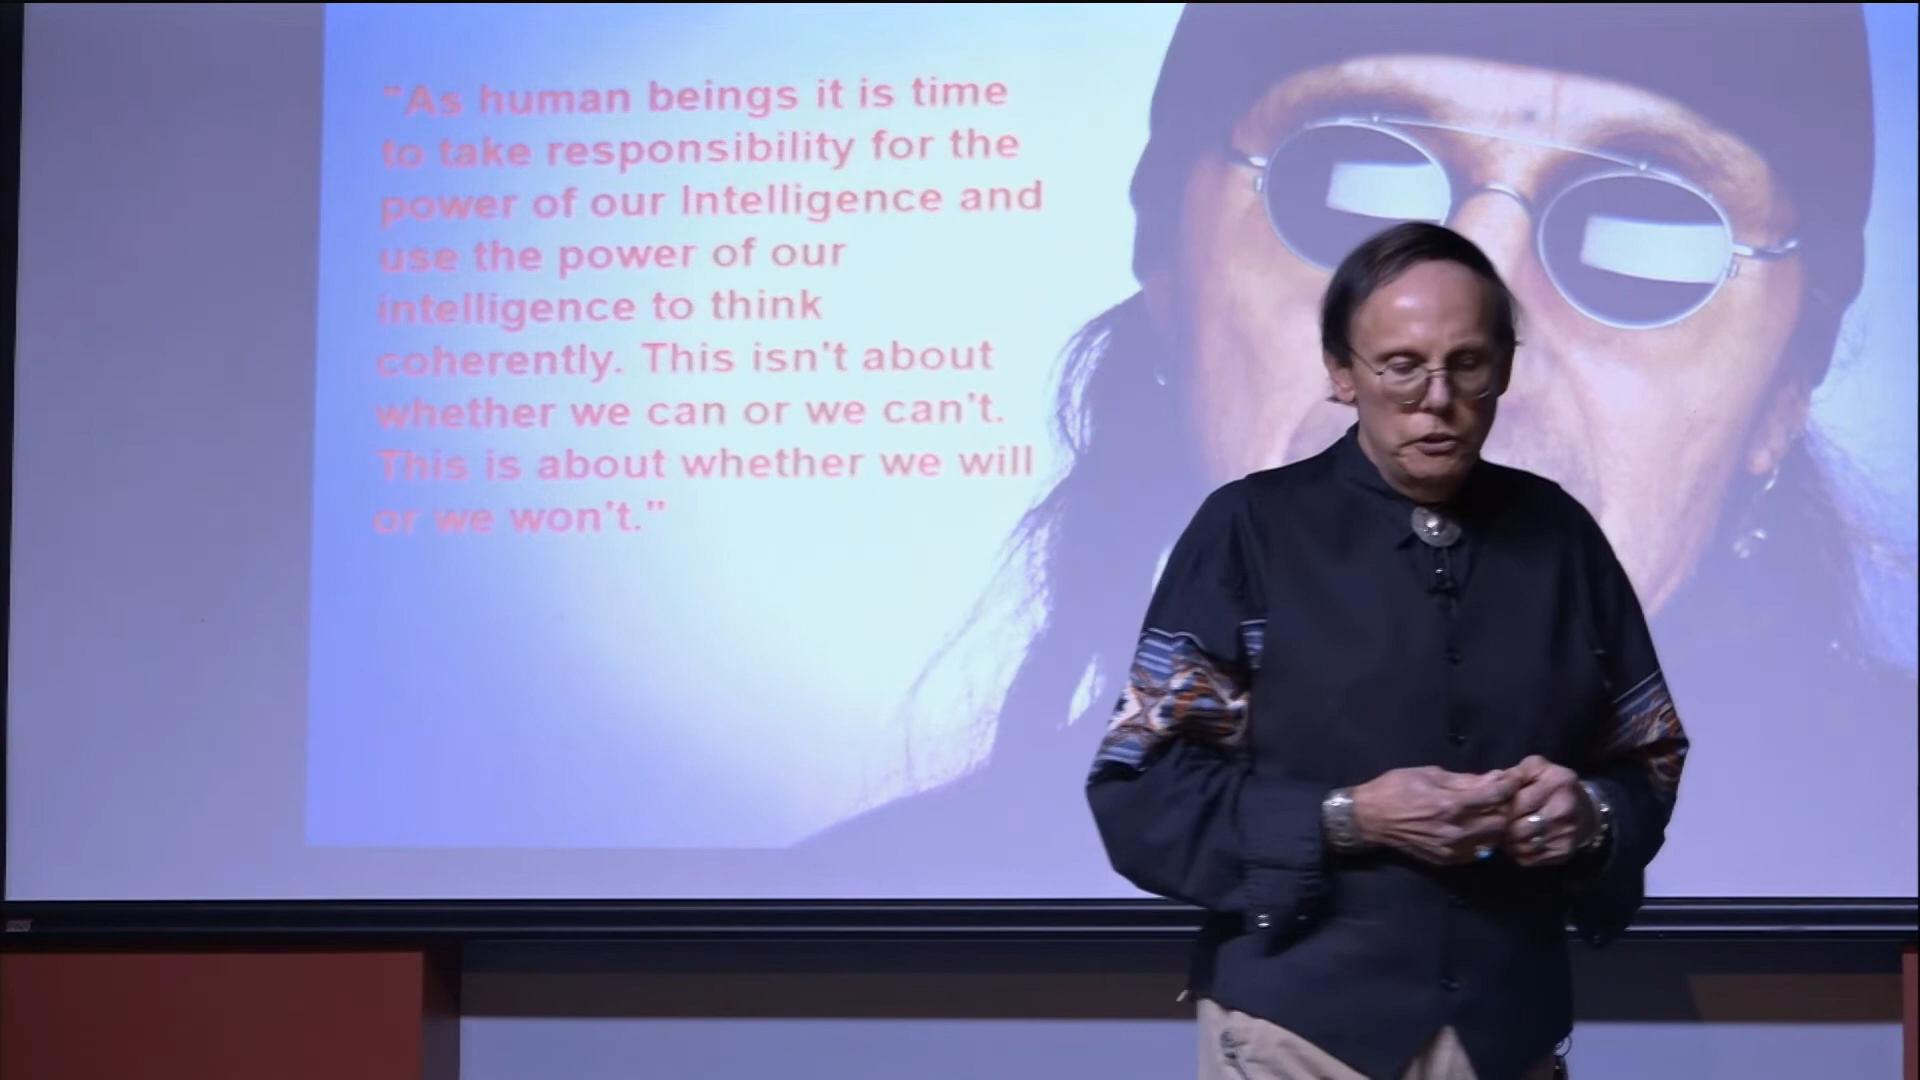 "As human beings it is time
to take responsibility for the
power of our Intelligence and
use the power of our
intelligence to think
coherently. This isn't about
whether we can or we can't.
This is about whether we will
or we won't."